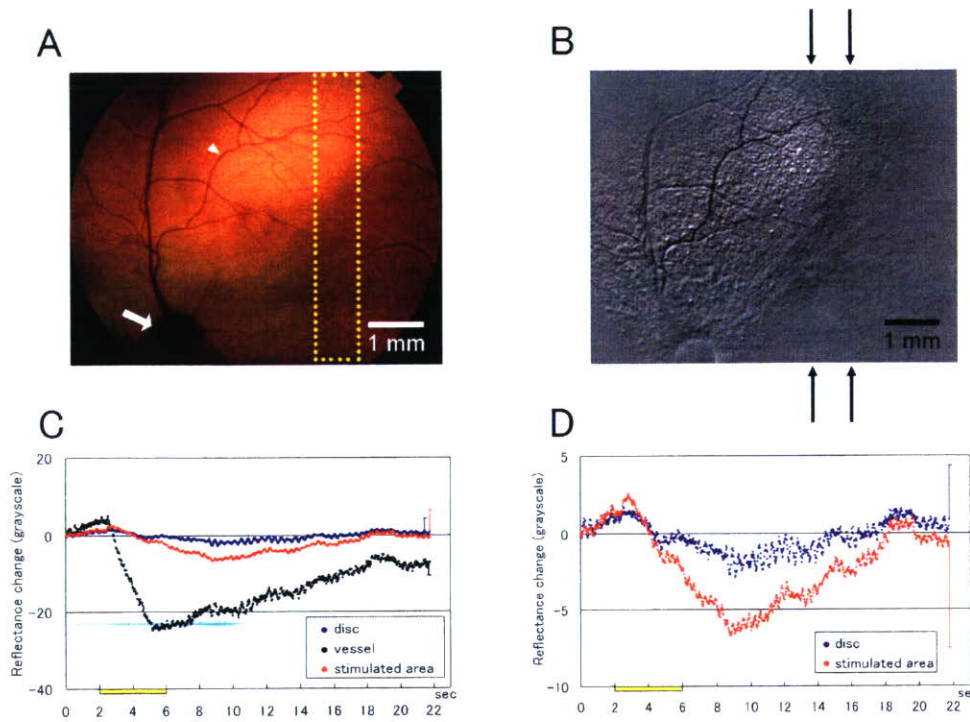 A
B
1 mm
1 mm
C
D
Reflectance change (grayscale)
20
0
-20
-40
disc
vessel
stimulated area
sec
0 2 4 6 8 10 12 14 16 18 20 22
Reflectance change (grayscale)
5
0
-5
-10
disc
stimulated area
sec
0 2 4 6 8 10 12 14 16 18 20 22